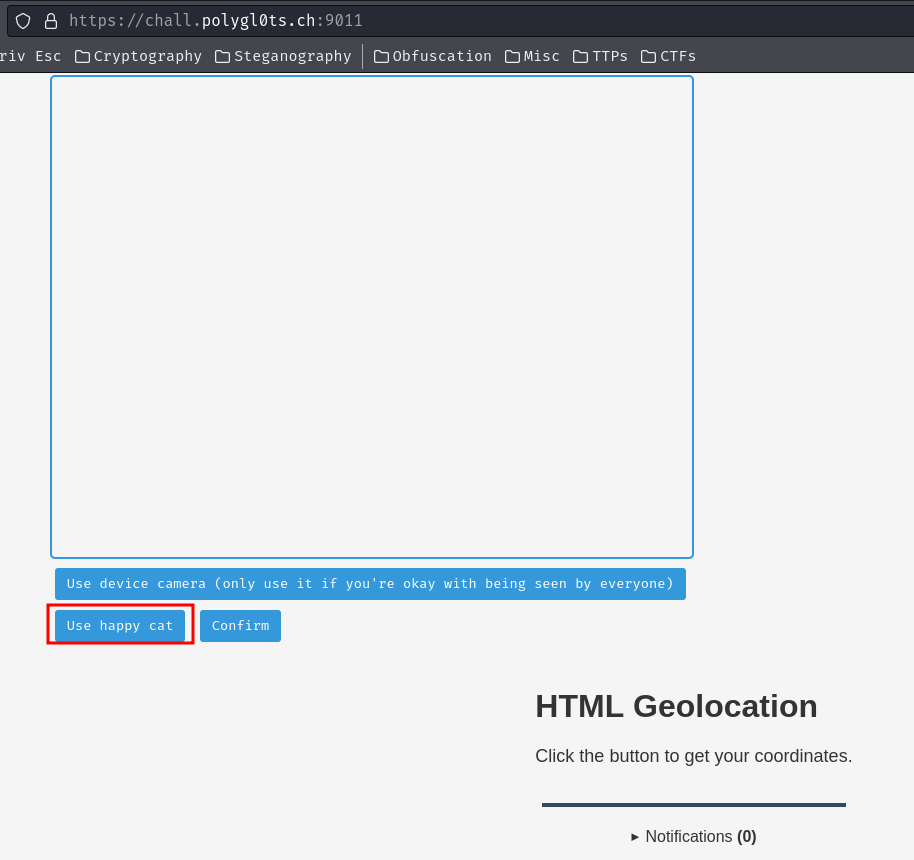 https://chall.polygl0ts.ch:9011
riv Esc Cryptography Steganography Obfuscation Misc TTPs CTFs
Use device camera (only use it if you're okay with being seen by everyone)
Use happy cat Confirm
HTML Geolocation
Click the button to get your coordinates.
► Notifications (0)